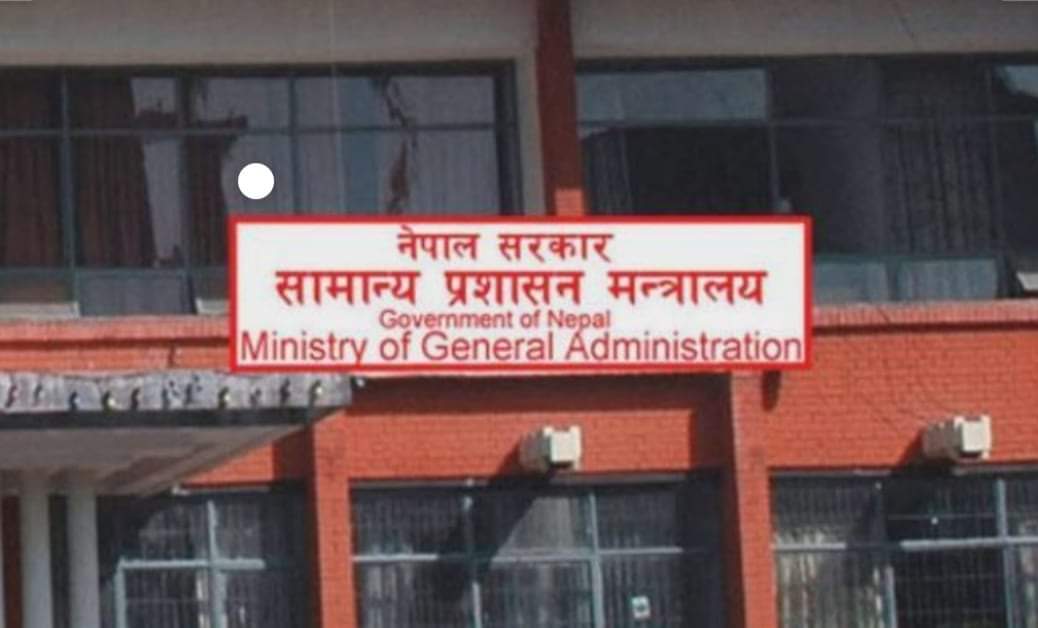 नेपाल सरकार
सामान्य प्रशासन मन्त्रालय
Government of Nepal
Ministry of General Administration